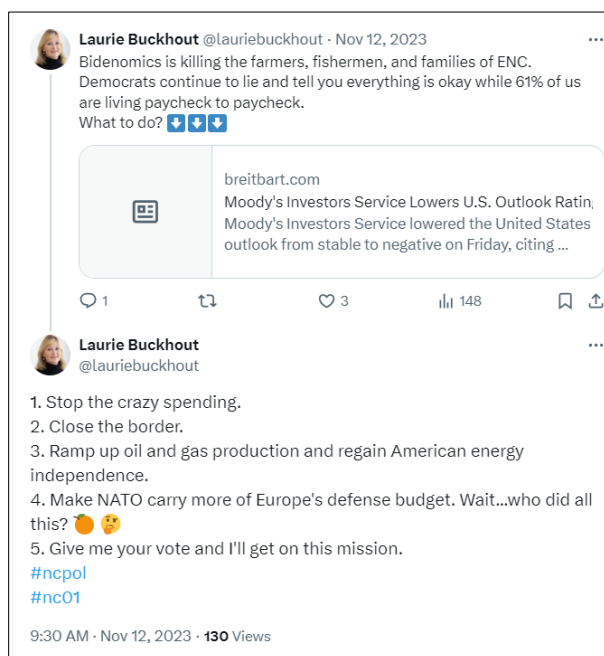 Laurie Buckhout @lauriebuckhout · Nov 12, 2023 ...
Bidenomics is killing the farmers, fishermen, and families of ENC.
Democrats continue to lie and tell you everything is okay while 61% of us
are living paycheck to paycheck.
What to do? ⬇️⬇️⬇️
breitbart.com
Moody's Investors Service Lowers U.S. Outlook Rating
Moody's Investors Service lowered the United States
outlook from stable to negative on Friday, citing ...
1 3 148
Laurie Buckhout ...
@lauriebuckhout
1. Stop the crazy spending.
2. Close the border.
3. Ramp up oil and gas production and regain American energy
independence.
4. Make NATO carry more of Europe's defense budget. Wait...who did all
this? 🍊 🤔
5. Give me your vote and I'll get on this mission.
#ncpol
#nc01
9:30 AM · Nov 12, 2023 · 130 Views